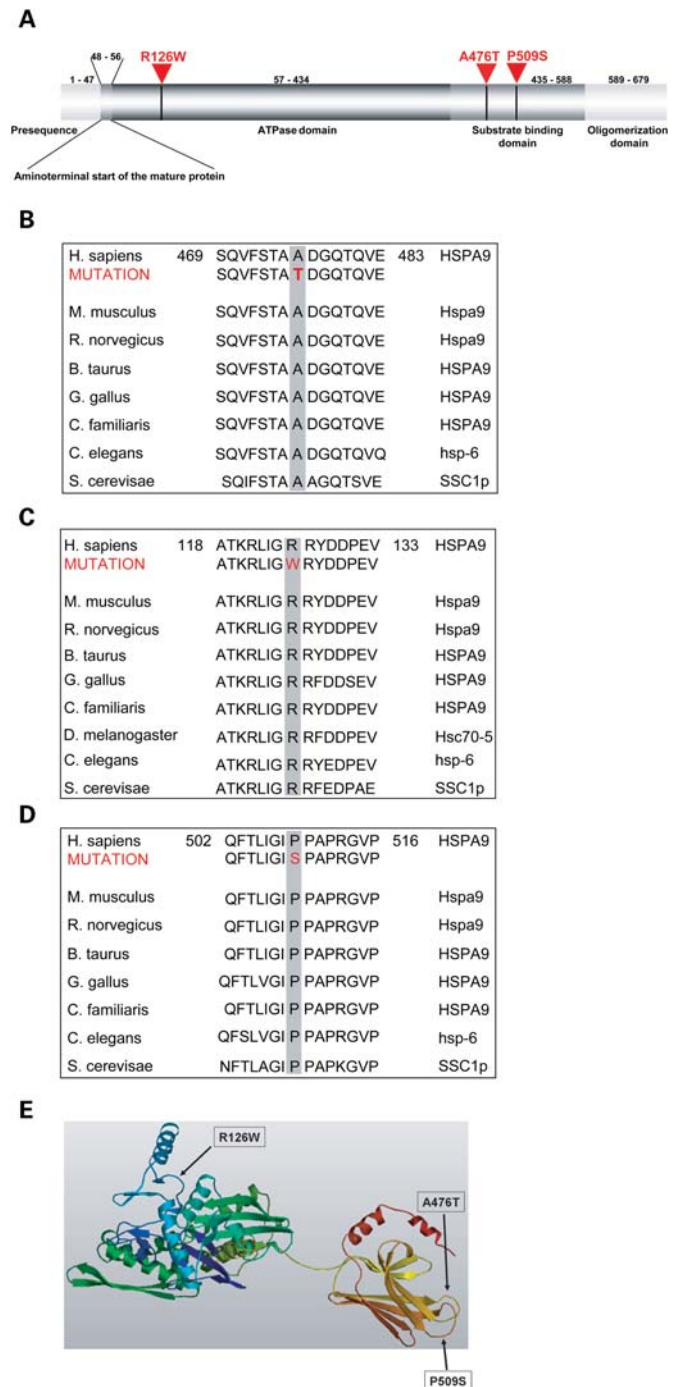 A
48 - 56
R126W
A476T P509S
1 - 47
57 - 434
435 - 588
589 - 679
Presequence
ATPase domain
Substrate binding
domain
Oligomerization
domain
Aminoterminal start of the mature protein
B
H. sapiens 469 SQVFSTA A DGQTQVE 483 HSPA9
MUTATION SQVFSTA T DGQTQVE
M. musculus SQVFSTA A DGQTQVE Hspa9
R. norvegicus SQVFSTA A DGQTQVE Hspa9
B. taurus SQVFSTA A DGQTQVE HSPA9
G. gallus SQVFSTA A DGQTQVE HSPA9
C. familiaris SQVFSTA A DGQTQVE HSPA9
C. elegans SQVFSTA A DGQTQVQ hsp-6
S. cerevisae SQIFSTA A AGQTSVE SSC1p
C
H. sapiens 118 ATKRLIG R RYDDPEV 133 HSPA9
MUTATION ATKRLIG W RYDDPEV
M. musculus ATKRLIG R RYDDPEV Hspa9
R. norvegicus ATKRLIG R RYDDPEV Hspa9
B. taurus ATKRLIG R RYDDPEV HSPA9
G. gallus ATKRLIG R RFDDSEV HSPA9
C. familiaris ATKRLIG R RYDDPEV HSPA9
D. melanogaster ATKRLIG R RFDDPEV Hsc70-5
C. elegans ATKRLIG R RYEDPEV hsp-6
S. cerevisae ATKRLIG R RFEDPAE SSC1p
D
H. sapiens 502 QFTLIGI P PAPRGVP 516 HSPA9
MUTATION QFTLIGI S PAPRGVP
M. musculus QFTLIGI P PAPRGVP Hspa9
R. norvegicus QFTLIGI P PAPRGVP Hspa9
B. taurus QFTLIGI P PAPRGVP HSPA9
G. gallus QFTLVGI P PAPRGVP HSPA9
C. familiaris QFTLIGI P PAPRGVP HSPA9
C. elegans QFSLVGI P PAPRGVP hsp-6
S. cerevisae NFTLAGI P PAPKGVP SSC1p
E
R126W
A476T
P509S